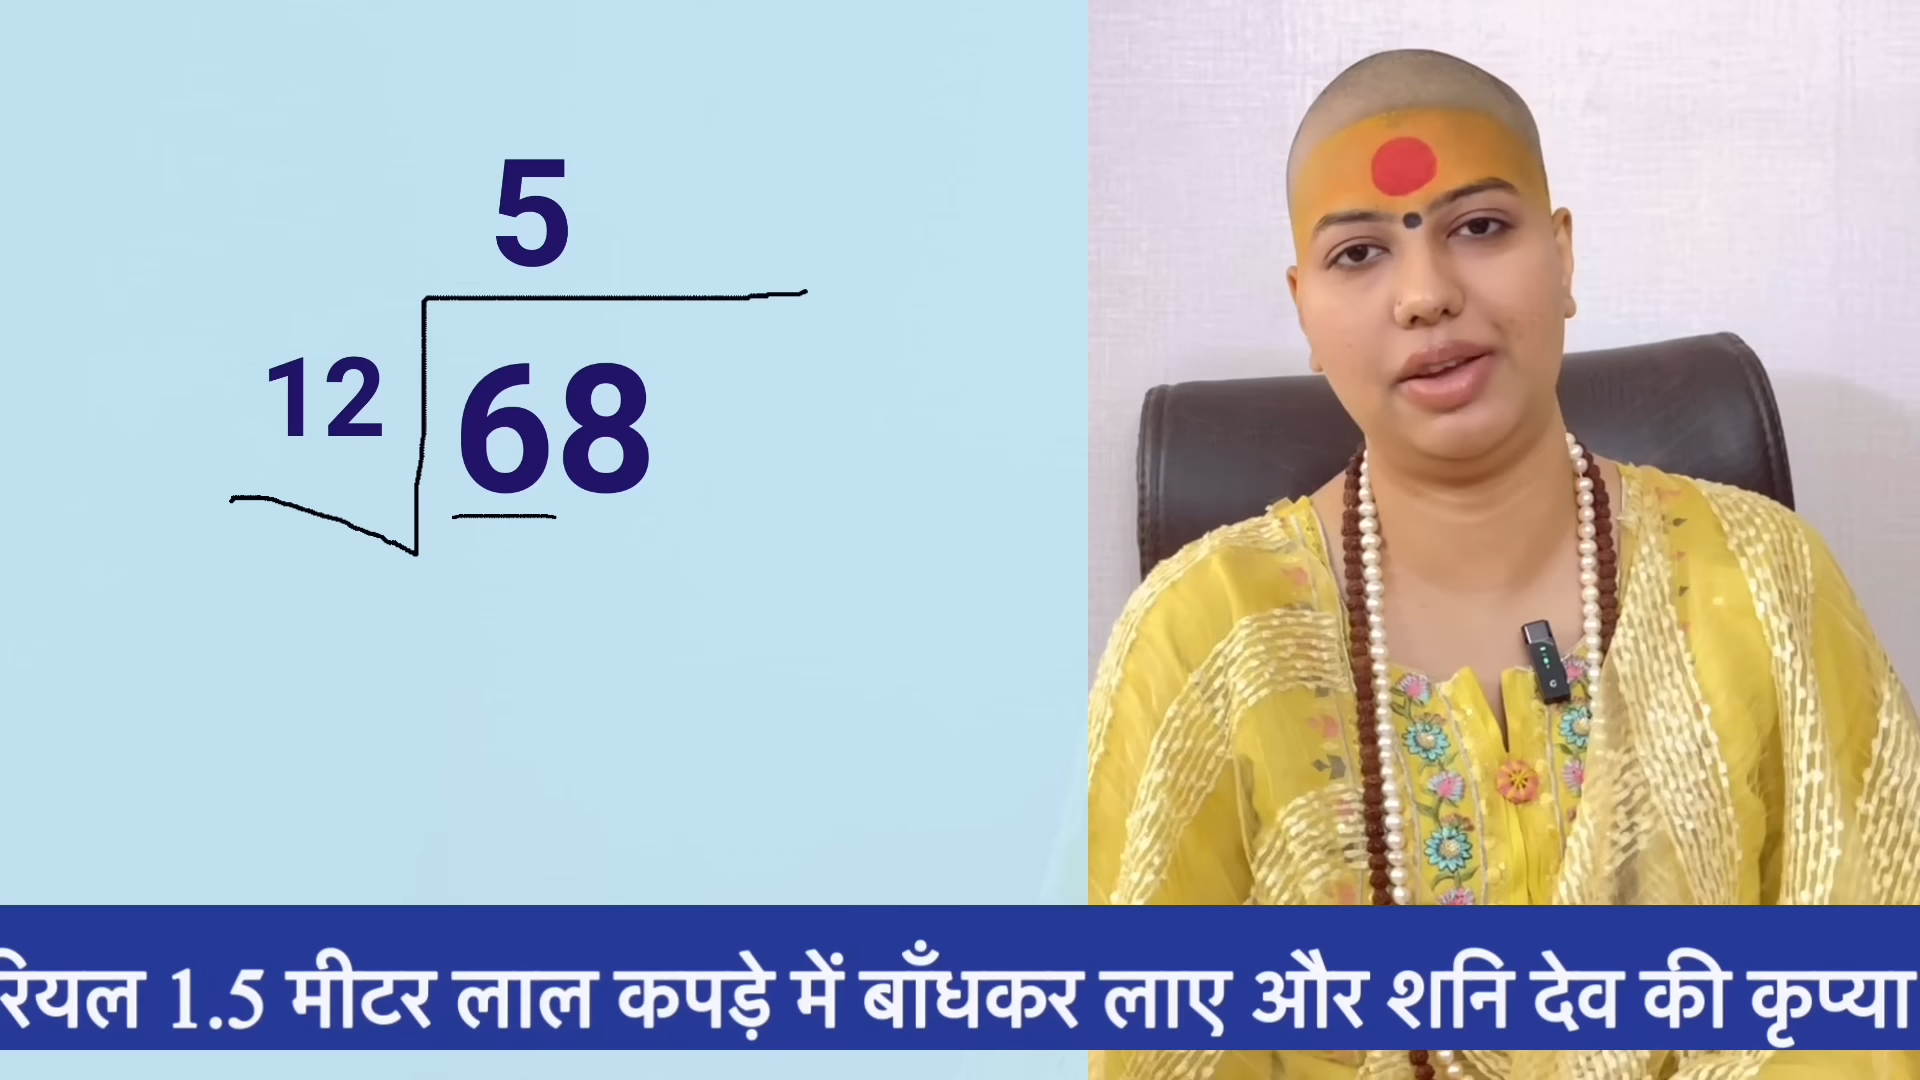 5
12 68
रियल 1.5 मीटर लाल कपड़े में बाँधकर लाए और शनि देव की कृप्या